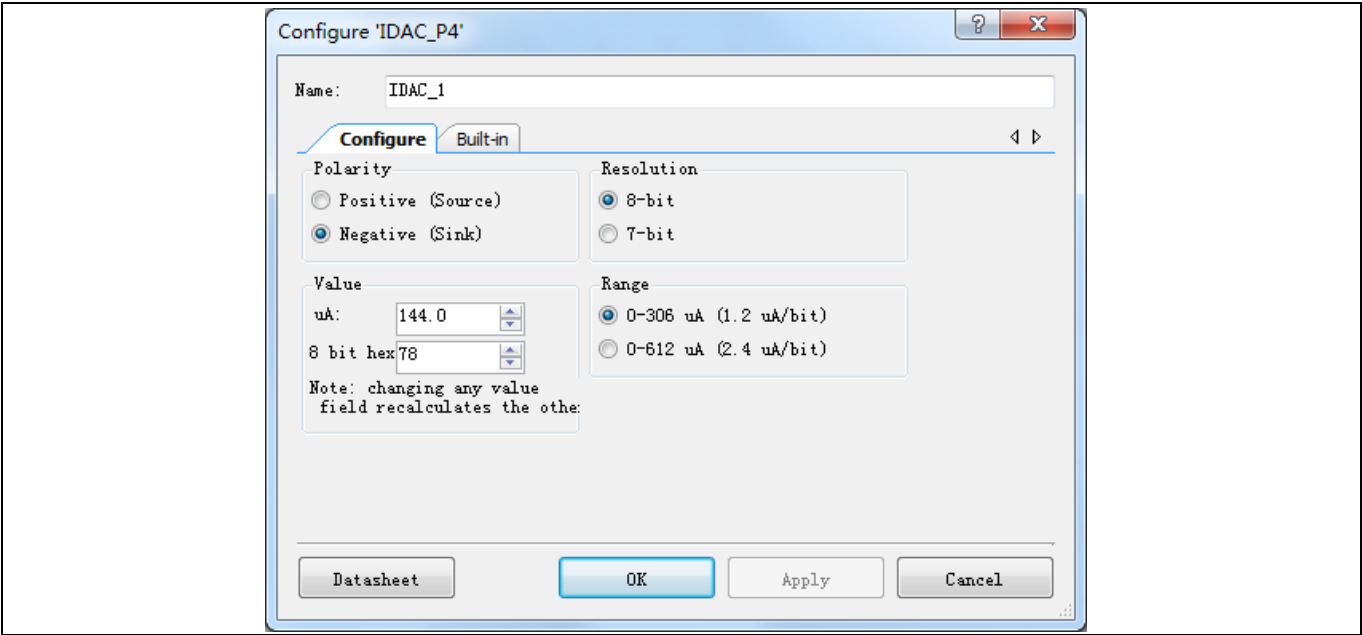 Configure 'IDAC_P4'
Name: IDAC_1
Configure Built-in
Polarity
Positive (Source)
Negative (Sink)
Resolution
8-bit
7-bit
Value
uA: 144.0
8 bit hex 78
Note: changing any value
field recalculates the othe
Range
0-306 uA (1.2 uA/bit)
0-612 uA (2.4 uA/bit)
Datasheet OK Apply Cancel